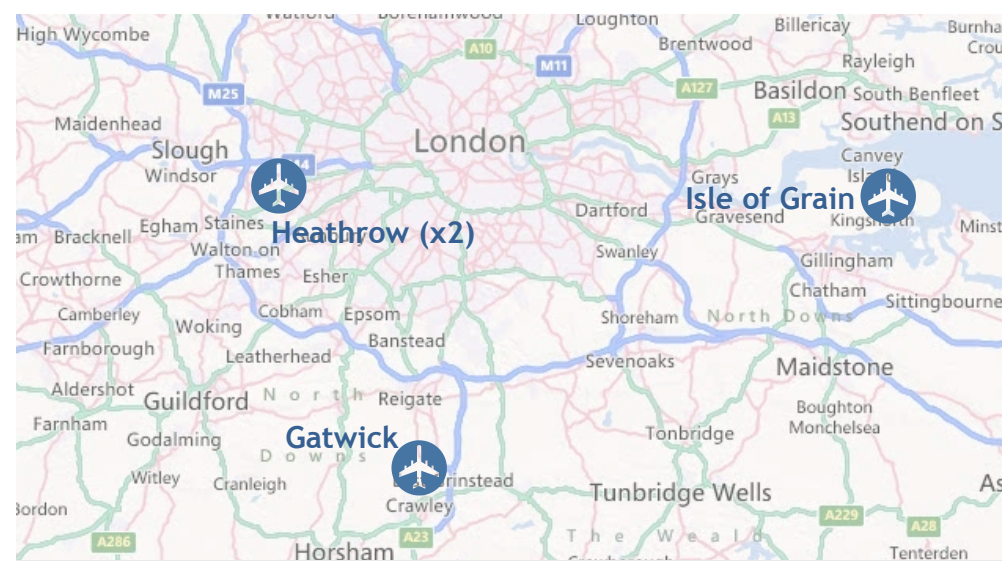 High Wycombe
Watford
Borehamwood
Loughton
Billericay
Brentwood
A10
M11
Rayleigh
M25
A127
Basildon
South Benfleet
Maidenhead
A13
Southend on S
London
Slough
Windsor
Canvey
Grays
Isle of Grain
Dartford
Gravesend
Egham
Staines
Heathrow (x2)
Bracknell
Minst
Walton on
Thames
Swanley
Gillingham
Crowthorne
Esher
Chatham
Sittingbourne
Camberley
Cobham
Epsom
Woking
Shoreham
North Downs
Farnborough
Leatherhead
Banstead
Sevenoaks
Maidstone
Aldershot
Guildford
North
Downs
Reigate
Boughton
Monchelsea
Farnham
Godalming
Gatwick
Tonbridge
Witley
Cranleigh
rinstead
Crawley
Tunbridge Wells
As
Bordon
A286
A23
Horsham
The Weald
A229
A28
Tenterden